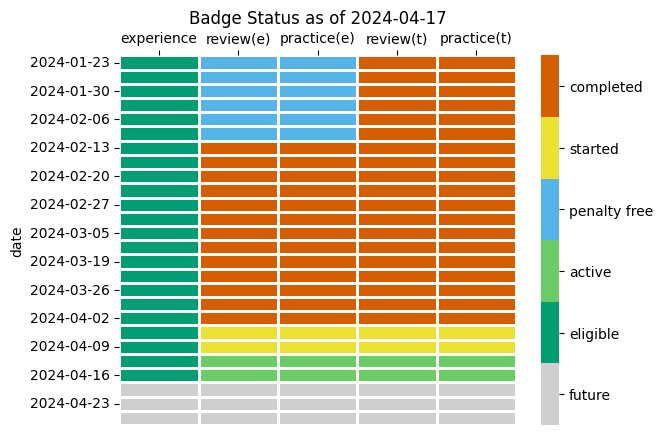 Badge Status as of 2024-04-17
experience review(e) practice(e) review(t) practice(t)
date
2024-01-23
2024-01-30
2024-02-06
2024-02-13
2024-02-20
2024-02-27
2024-03-05
2024-03-19
2024-03-26
2024-04-02
2024-04-09
2024-04-16
2024-04-23
completed
started
penalty free
active
eligible
future